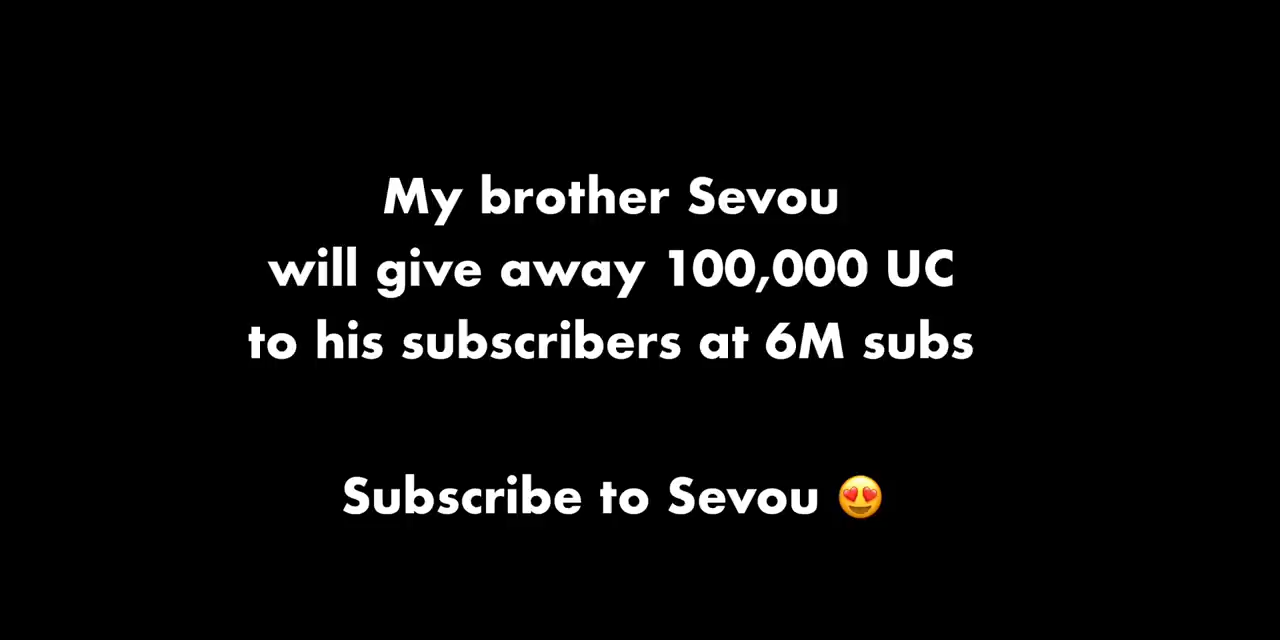 My brother Sevou
will give away 100,000 UC
to his subscribers at 6M subs
Subscribe to Sevou 😍